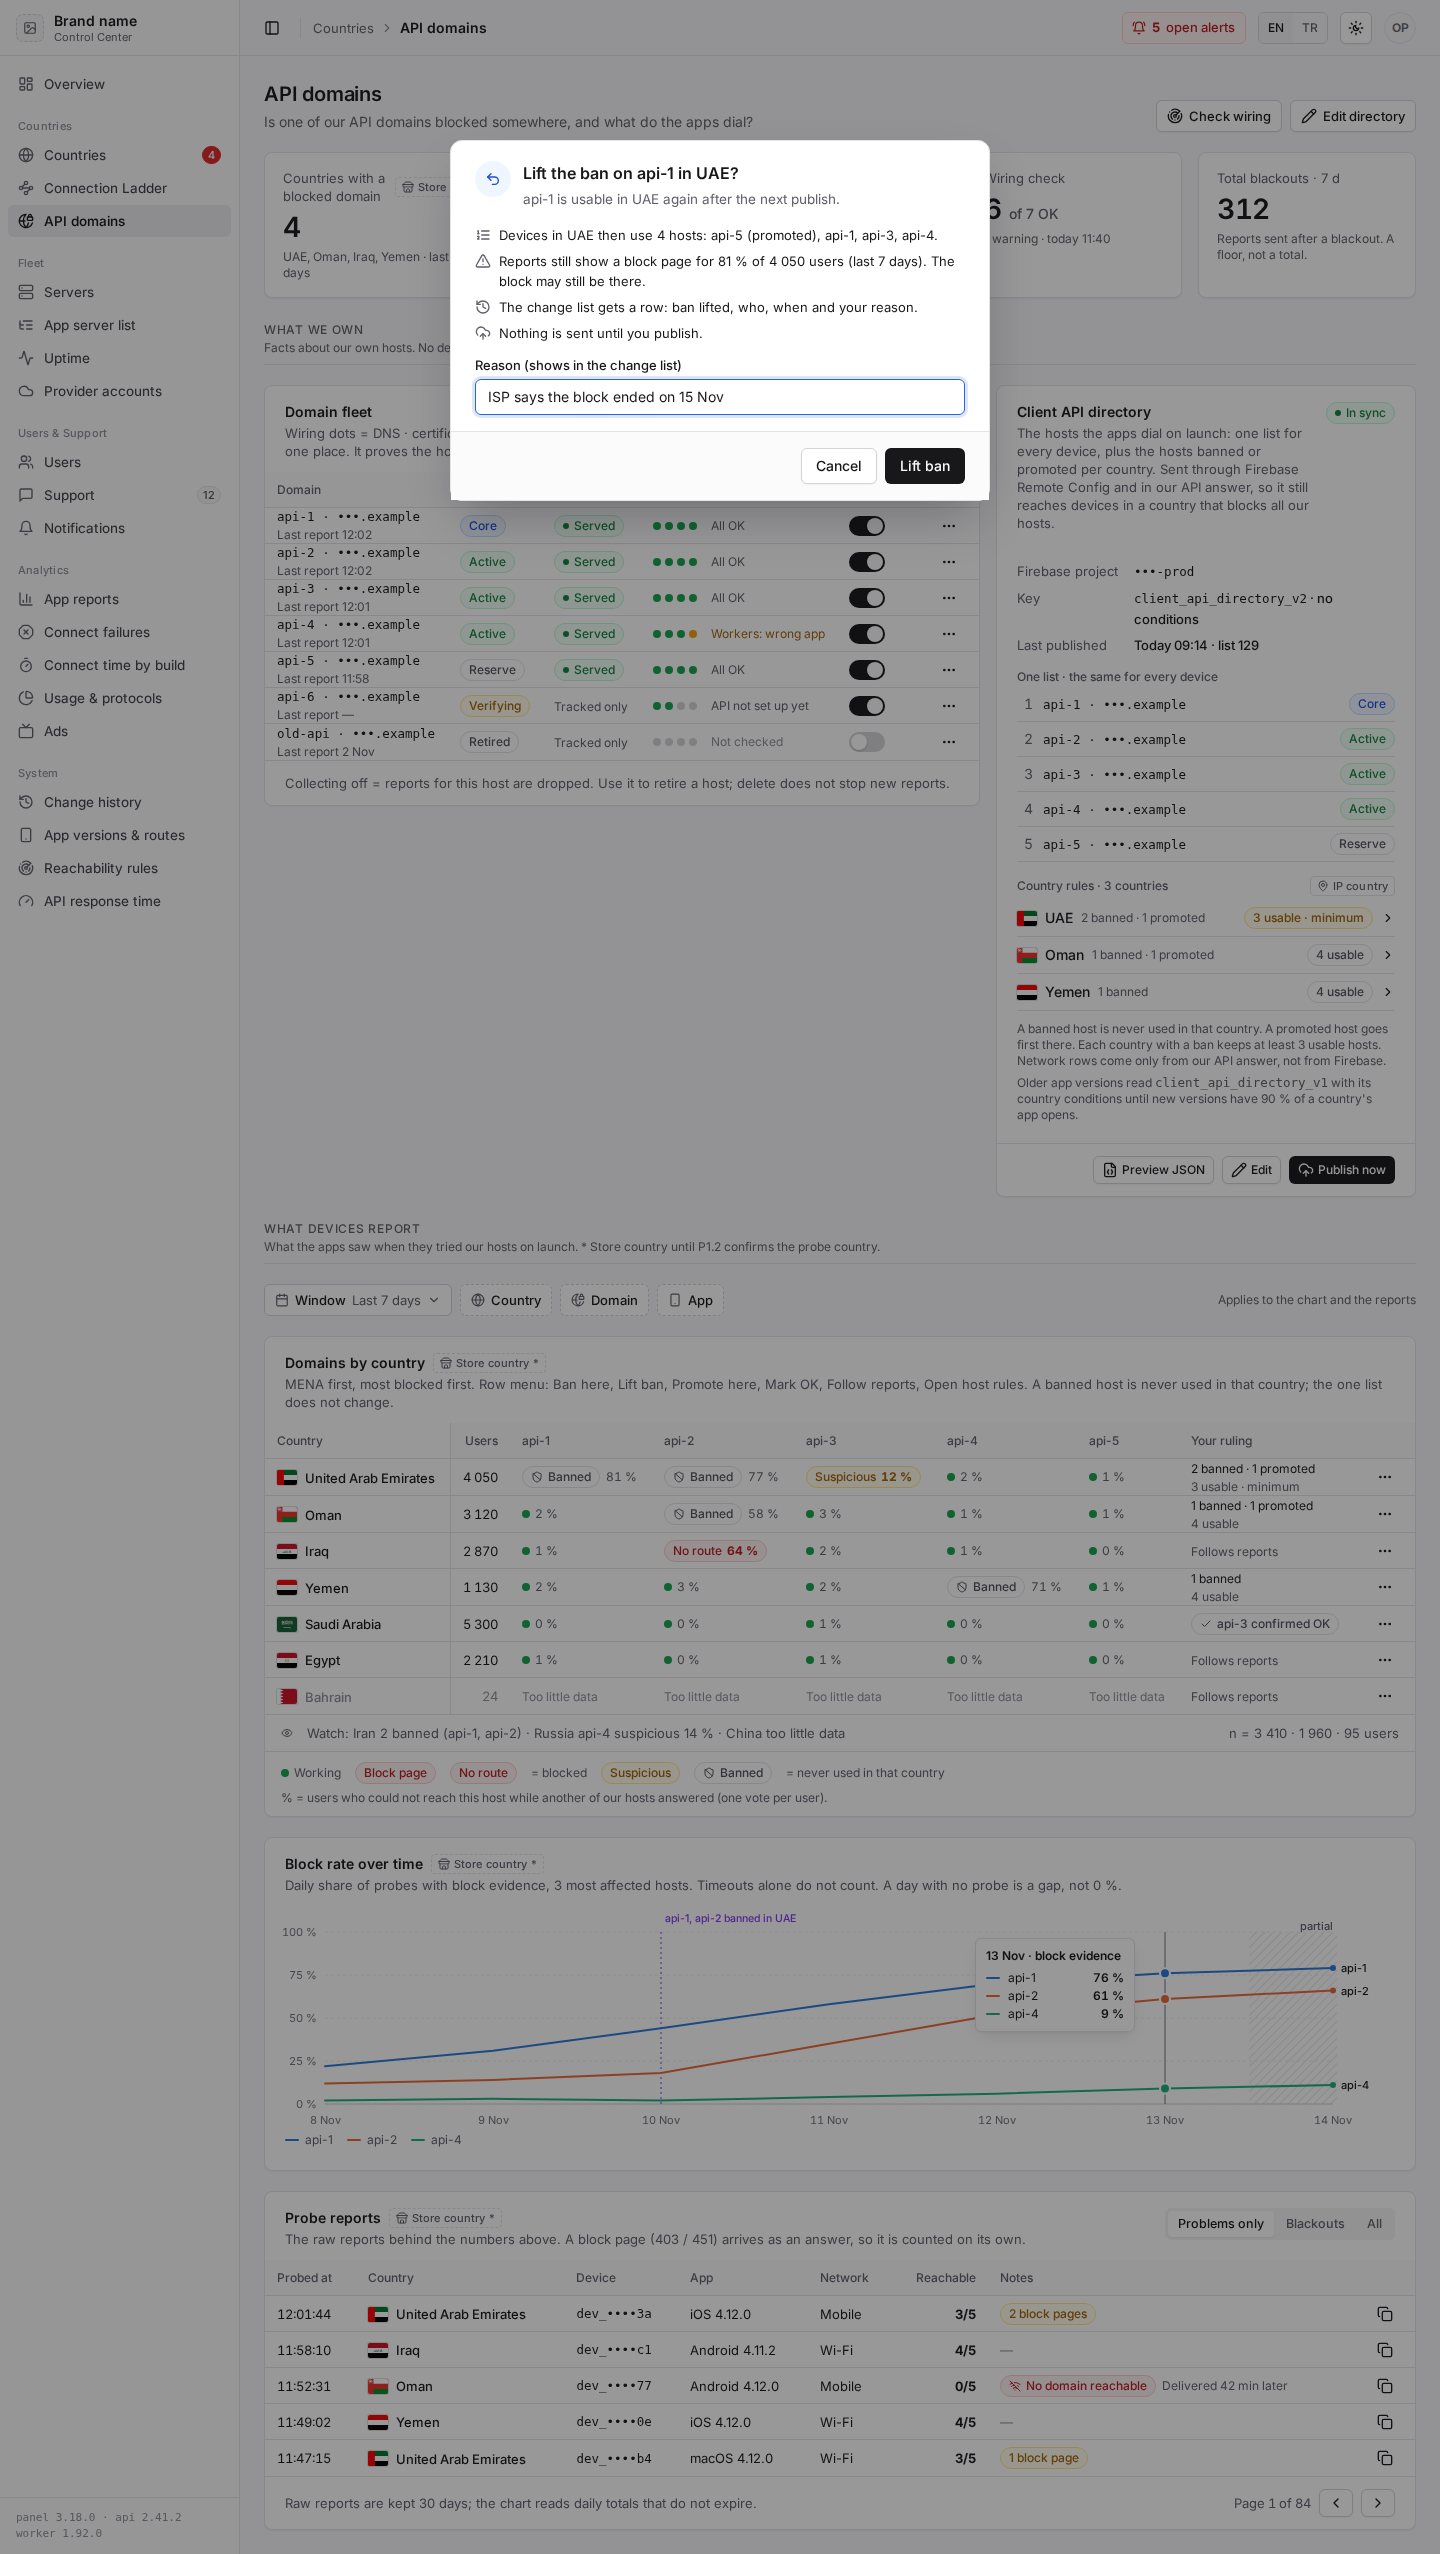 Brand name
Control Center
Countries > API domains
5 open alerts
EN TR
OP
Overview
Countries
Countries 4
Connection Ladder
API domains
Fleet
Servers
App server list
Uptime
Provider accounts
Users & Support
Users
Support 12
Notifications
Analytics
App reports
Connect failures
Connect time by build
Usage & protocols
Ads
System
Change history
App versions & routes
Reachability rules
API response time
panel 3.18.0 · api 2.41.2
worker 1.92.0
API domains
Is one of our API domains blocked somewhere, and what do the apps dial?
Check wiring
Edit directory
Countries with a blocked domain
Store
4
UAE, Oman, Iraq, Yemen · last
days
Wiring check
6 of 7 OK
warning · today 11:40
Total blackouts · 7 d
312
Reports sent after a blackout. A
floor, not a total.
Lift the ban on api-1 in UAE?
api-1 is usable in UAE again after the next publish.
Devices in UAE then use 4 hosts: api-5 (promoted), api-1, api-3, api-4.
Reports still show a block page for 81 % of 4 050 users (last 7 days). The
block may still be there.
The change list gets a row: ban lifted, who, when and your reason.
Nothing is sent until you publish.
Reason (shows in the change list)
ISP says the block ended on 15 Nov
Cancel
Lift ban
WHAT WE OWN
Facts about our own hosts. No de
Domain fleet
Wiring dots = DNS · certific
one place. It proves the ho
Domain
api-1 · •••.example
Last report 12:02
Core Served All OK
api-2 · •••.example
Last report 12:02
Active Served All OK
api-3 · •••.example
Last report 12:01
Active Served All OK
api-4 · •••.example
Last report 12:01
Active Served Workers: wrong app
api-5 · •••.example
Last report 11:58
Reserve Served All OK
api-6 · •••.example
Last report —
Verifying Tracked only API not set up yet
old-api · •••.example
Last report 2 Nov
Retired Tracked only Not checked
Collecting off = reports for this host are dropped. Use it to retire a host; delete does not stop new reports.
Client API directory
In sync
The hosts the apps dial on launch: one list for
every device, plus the hosts banned or
promoted per country. Sent through Firebase
Remote Config and in our API answer, so it still
reaches devices in a country that blocks all our
hosts.
Firebase project •••-prod
Key client_api_directory_v2 · no
conditions
Last published Today 09:14 · list 129
One list · the same for every device
1 api-1 · •••.example Core
2 api-2 · •••.example Active
3 api-3 · •••.example Active
4 api-4 · •••.example Active
5 api-5 · •••.example Reserve
Country rules · 3 countries IP country
UAE 2 banned · 1 promoted 3 usable · minimum
Oman 1 banned · 1 promoted 4 usable
Yemen 1 banned 4 usable
A banned host is never used in that country. A promoted host goes
first there. Each country with a ban keeps at least 3 usable hosts.
Network rows come only from our API answer, not from Firebase.
Older app versions read client_api_directory_v1 with its
country conditions until new versions have 90 % of a country's
app opens.
Preview JSON
Edit
Publish now
WHAT DEVICES REPORT
What the apps saw when they tried our hosts on launch. * Store country until P1.2 confirms the probe country.
Window Last 7 days
Country
Domain
App
Applies to the chart and the reports
Domains by country Store country *
MENA first, most blocked first. Row menu: Ban here, Lift ban, Promote here, Mark OK, Follow reports, Open host rules. A banned host is never used in that country; the one list
does not change.
Country Users api-1 api-2 api-3 api-4 api-5 Your ruling
United Arab Emirates 4 050 Banned 81 % Banned 77 % Suspicious 12 % 2 % 1 % 2 banned · 1 promoted
3 usable · minimum
Oman 3 120 2 % Banned 58 % 3 % 1 % 1 % 1 banned · 1 promoted
4 usable
Iraq 2 870 1 % No route 64 % 2 % 1 % 0 % Follows reports
Yemen 1 130 2 % 3 % 2 % Banned 71 % 1 % 1 banned
4 usable
Saudi Arabia 5 300 0 % 0 % 1 % 0 % 0 % api-3 confirmed OK
Egypt 2 210 1 % 0 % 1 % 0 % 0 % Follows reports
Bahrain 24 Too little data Too little data Too little data Too little data Too little data Follows reports
Watch: Iran 2 banned (api-1, api-2) · Russia api-4 suspicious 14 % · China too little data
n = 3 410 · 1 960 · 95 users
Working Block page No route = blocked Suspicious Banned = never used in that country
% = users who could not reach this host while another of our hosts answered (one vote per user).
Block rate over time Store country *
Daily share of probes with block evidence, 3 most affected hosts. Timeouts alone do not count. A day with no probe is a gap, not 0 %.
api-1, api-2 banned in UAE
partial
100 %
75 %
50 %
25 %
0 %
13 Nov · block evidence
api-1 76 %
api-2 61 %
api-4 9 %
api-1
api-2
api-4
8 Nov 9 Nov 10 Nov 11 Nov 12 Nov 13 Nov 14 Nov
api-1 api-2 api-4
Probe reports Store country *
The raw reports behind the numbers above. A block page (403 / 451) arrives as an answer, so it is counted on its own.
Problems only Blackouts All
Probed at Country Device App Network Reachable Notes
12:01:44 United Arab Emirates dev_••••3a iOS 4.12.0 Mobile 3/5 2 block pages
11:58:10 Iraq dev_••••c1 Android 4.11.2 Wi-Fi 4/5 —
11:52:31 Oman dev_••••77 Android 4.12.0 Mobile 0/5 No domain reachable Delivered 42 min later
11:49:02 Yemen dev_••••0e iOS 4.12.0 Wi-Fi 4/5 —
11:47:15 United Arab Emirates dev_••••b4 macOS 4.12.0 Wi-Fi 3/5 1 block page
Raw reports are kept 30 days; the chart reads daily totals that do not expire.
Page 1 of 84